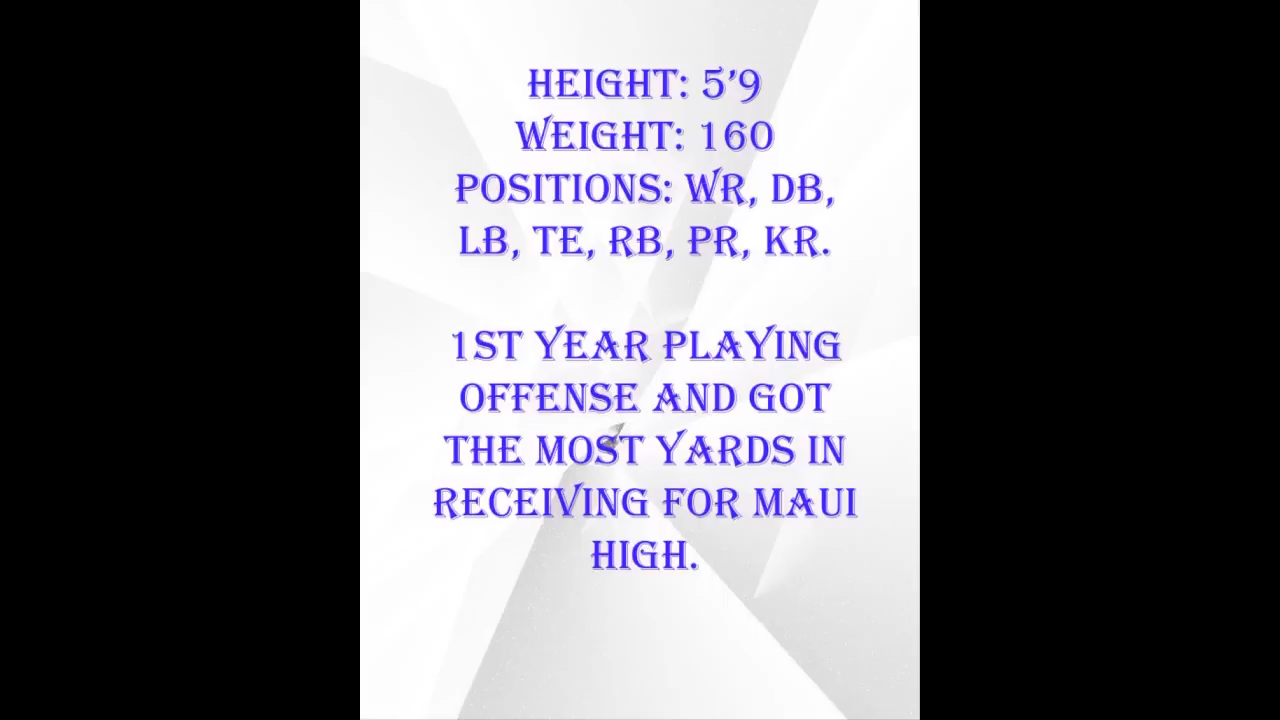 HEIGHT: 5'9
WEIGHT: 160
POSITIONS: WR, DB,
LB, TE, RB, PR, KR.
1ST YEAR PLAYING
OFFENSE AND GOT
THE MOST YARDS IN
RECEIVING FOR MAUI
HIGH.